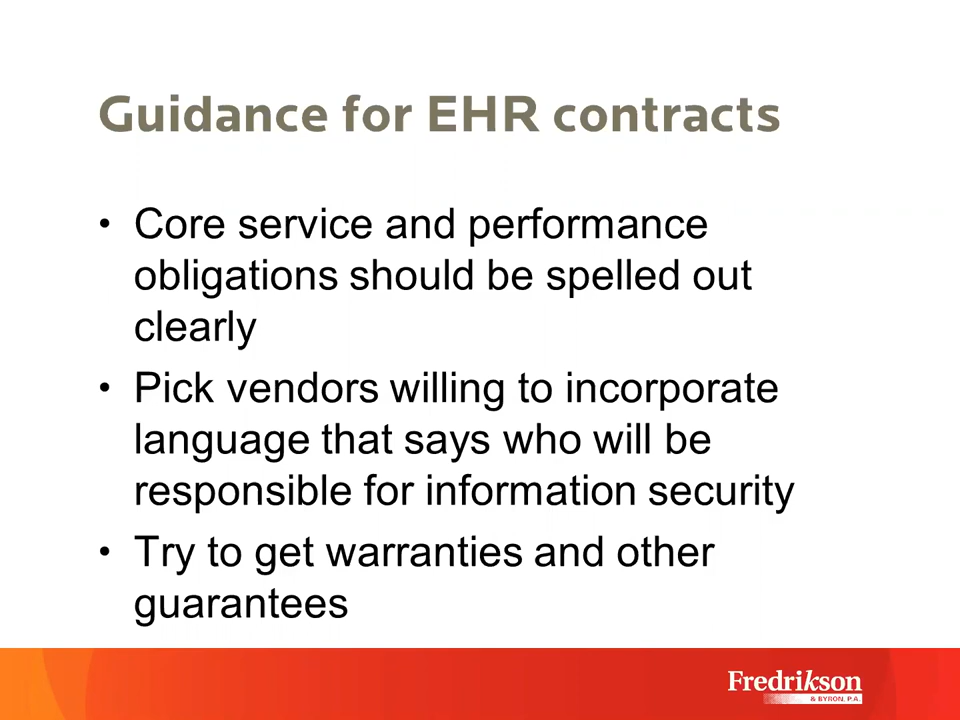 Guidance for EHR contracts
• Core service and performance
obligations should be spelled out
clearly
• Pick vendors willing to incorporate
language that says who will be
responsible for information security
• Try to get warranties and other
guarantees
Fredrikson
& BYRON, P.A.